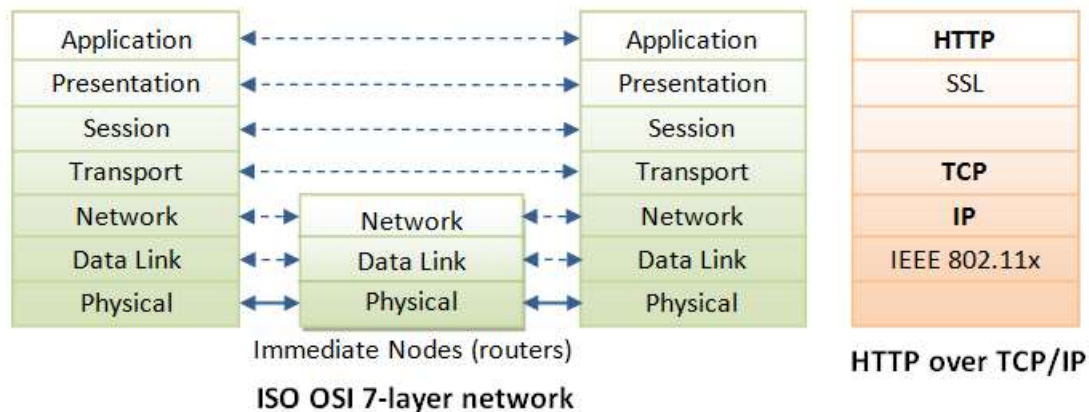 Application Application HTTP
Presentation Presentation SSL
Session Session
Transport Transport TCP
Network Network Network IP
Data Link Data Link Data Link IEEE 802.11x
Physical Physical Physical
Immediate Nodes (routers)
HTTP over TCP/IP
ISO OSI 7-layer network